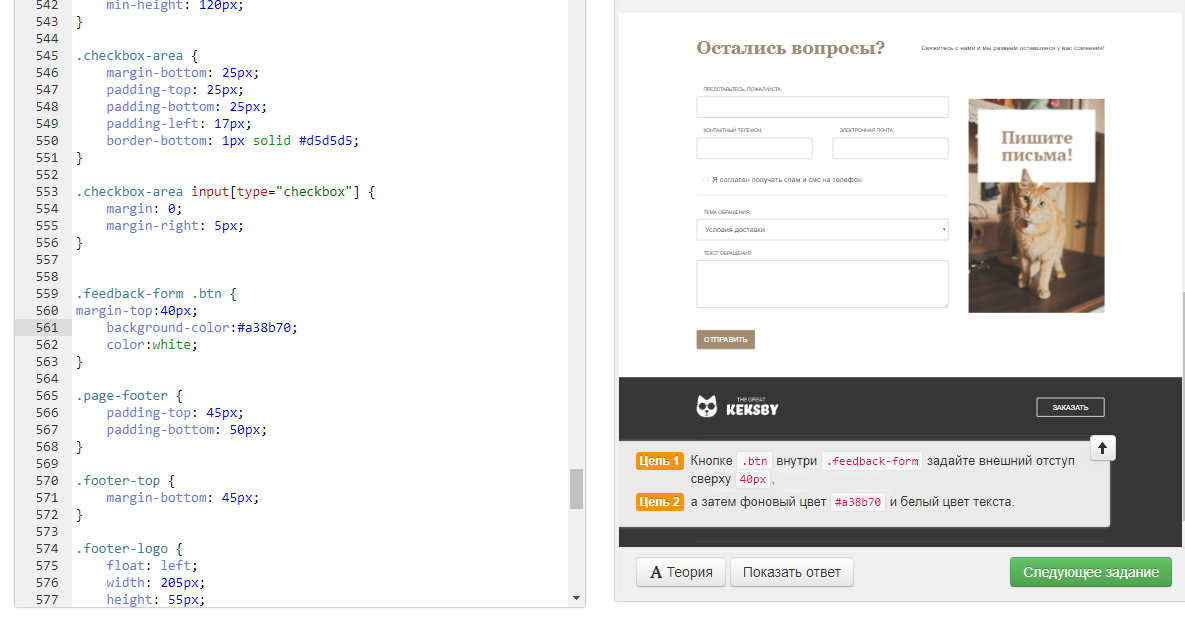 542     min-height: 120px;
543 }
544
545 .checkbox-area {
546     margin-bottom: 25px;
547     padding-top: 25px;
548     padding-bottom: 25px;
549     padding-left: 17px;
550     border-bottom: 1px solid #d5d5d5;
551 }
552
553 .checkbox-area input[type="checkbox"] {
554     margin: 0;
555     margin-right: 5px;
556 }
557
558
559 .feedback-form .btn {
560 margin-top:40px;
561     background-color:#a38b70;
562     color:white;
563 }
564
565 .page-footer {
566     padding-top: 45px;
567     padding-bottom: 50px;
568 }
569
570 .footer-top {
571     margin-bottom: 45px;
572 }
573
574 .footer-logo {
575     float: left;
576     width: 205px;
577     height: 55px;
Остались вопросы?
Свяжитесь с нами и мы развеем оставшиеся у вас сомнения!
ПРЕДСТАВЬТЕСЬ, ПОЖАЛУЙСТА:
КОНТАКТНЫЙ ТЕЛЕФОН:
ЭЛЕКТРОННАЯ ПОЧТА:
Я согласен получать спам и смс на телефон
ТЕМА ОБРАЩЕНИЯ:
Условия доставки
ТЕКСТ ОБРАЩЕНИЯ:
ОТПРАВИТЬ
Пишите
письма!
THE GREAT
KEKSBY
ЗАКАЗАТЬ
Цель 1 Кнопке .btn внутри .feedback-form задайте внешний отступ
сверху 40px ,
Цель 2 а затем фоновый цвет #a38b70 и белый цвет текста.
A Теория
Показать ответ
Следующее задание